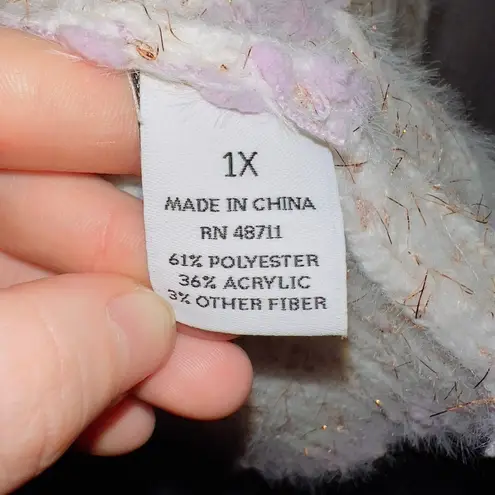 1X
MADE IN CHINA
RN 48711
61% POLYESTER
36% ACRYLIC
3% OTHER FIBER